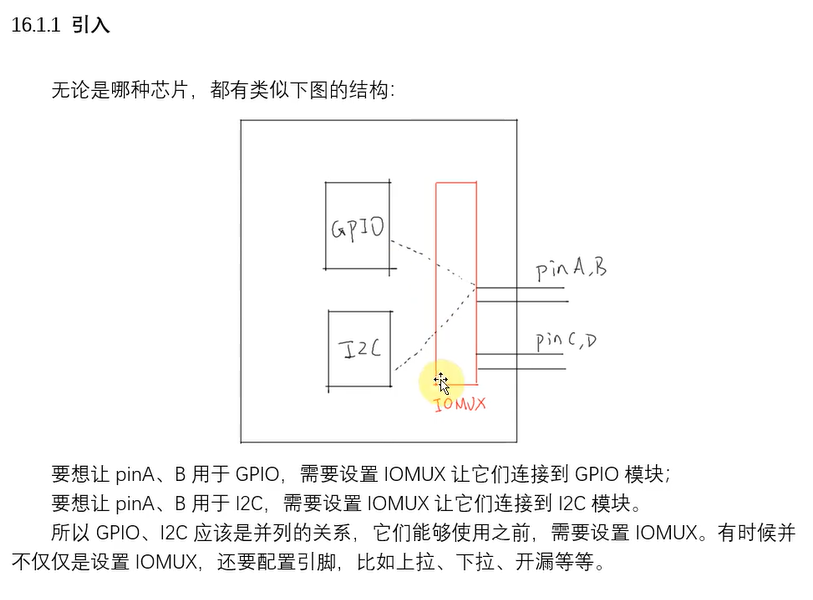 16.1.1 引入
无论是哪种芯片，都有类似下图的结构：
GPIO
pinA,B
I2C
pinC,D
IOMUX
要想让 pinA、B 用于 GPIO，需要设置 IOMUX 让它们连接到 GPIO 模块；
要想让 pinA、B 用于 I2C，需要设置 IOMUX 让它们连接到 I2C 模块。
所以 GPIO、I2C 应该是并列的关系，它们能够使用之前，需要设置 IOMUX。有时候并
不仅仅是设置 IOMUX，还要配置引脚，比如上拉、下拉、开漏等等。